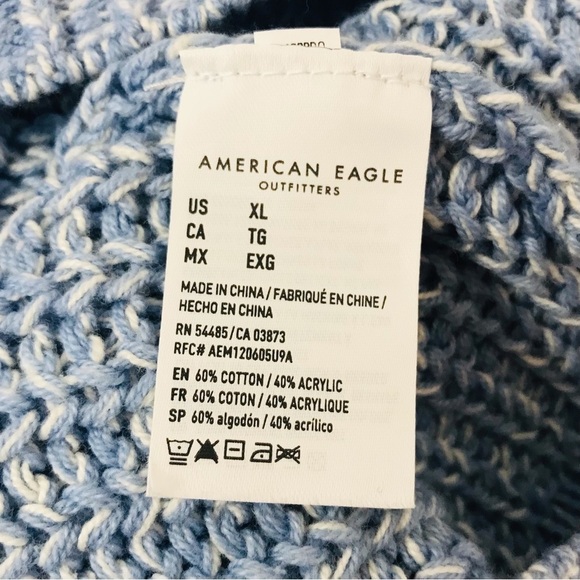 AMERICAN EAGLE
OUTFITTERS
US XL
CA TG
MX EXG
MADE IN CHINA / FABRIQUÉ EN CHINE /
HECHO EN CHINA
RN 54485 / CA 03873
RFC# AEM120605U9A
EN 60% COTTON / 40% ACRYLIC
FR 60% COTON / 40% ACRYLIQUE
SP 60% algodón / 40% acrílico